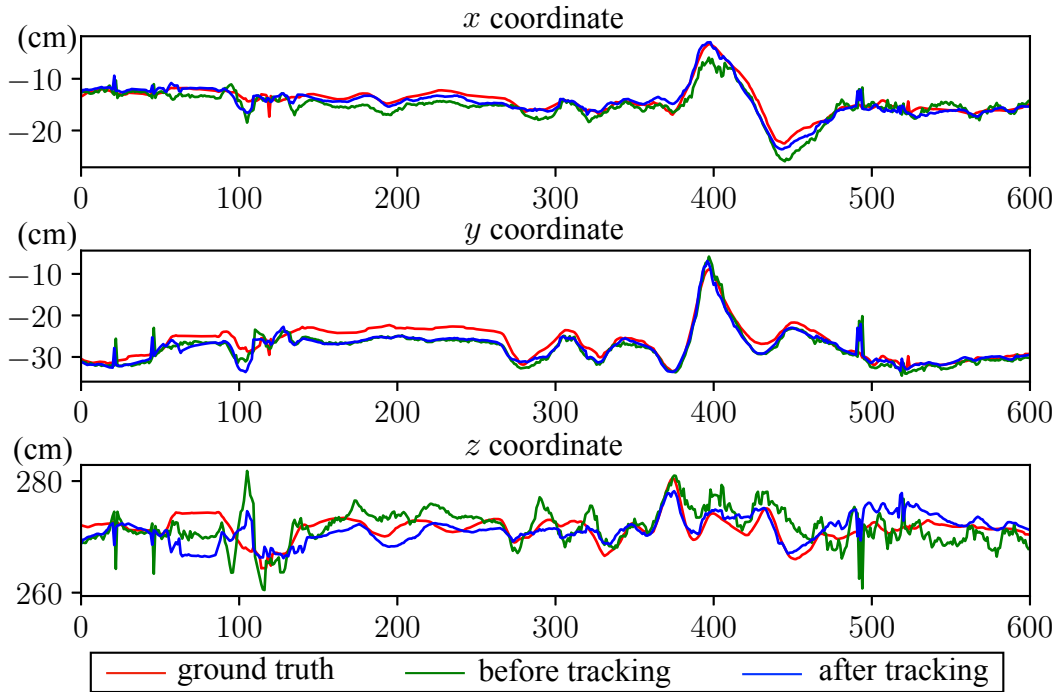 x coordinate
(cm)
−10
−20
0 100 200 300 400 500 600
y coordinate
(cm)
−10
−20
−30
0 100 200 300 400 500 600
z coordinate
(cm)
280
260
0 100 200 300 400 500 600
ground truth before tracking after tracking